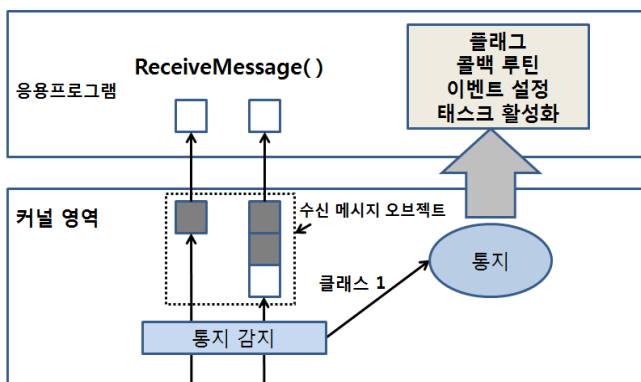 ReceiveMessage( )
응용프로그램
플래그
콜백 루틴
이벤트 설정
태스크 활성화
커널 영역
수신 메시지 오브젝트
클래스 1
통지
통지 감지